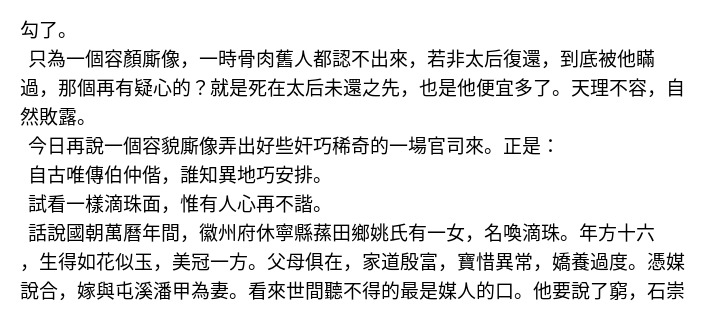 勾了。
只為一個容顏廝像，一時骨肉舊人都認不出來，若非太后復還，到底被他瞞
過，那個再有疑心的？就是死在太后未還之先，也是他便宜多了。天理不容，自
然敗露。
今日再說一個容貌廝像弄出好些奸巧稀奇的一場官司來。正是：
自古唯傳伯仲偕，誰知異地巧安排。
試看一樣滴珠面，惟有人心再不諧。
話說國朝萬曆年間，徽州府休寧縣蓀田鄉姚氏有一女，名喚滴珠。年方十六
，生得如花似玉，美冠一方。父母俱在，家道殷富，寶惜異常，嬌養過度。憑媒
說合，嫁與屯溪潘甲為妻。看來世間聽不得的最是媒人的口。他要說了窮，石崇